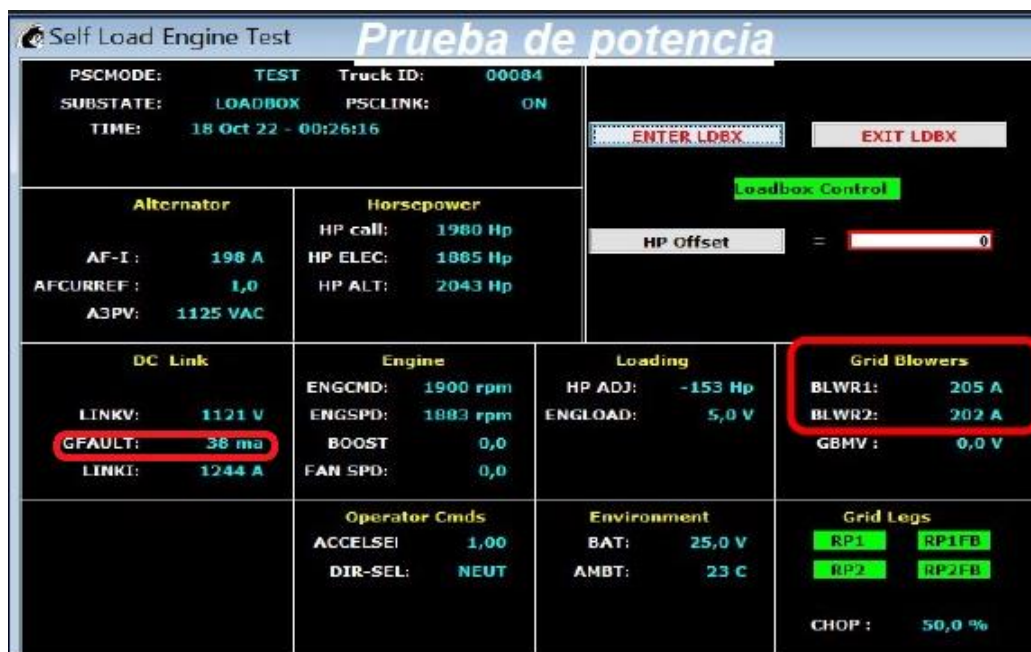 Self Load Engine Test
Prueba de potencia
PSCMODE: TEST Truck ID: 00084
SUBSTATE: LOADBOX PSCLINK: ON
TIME: 18 Oct 22 - 00:26:16
ENTER LDBX EXIT LDBX
Loadbox Control
HP Offset = 0
Alternator
AF-I : 198 A
AFCURREF : 1,0
A3PV: 1125 VAC
Horsepower
HP call: 1980 Hp
HP ELEC: 1885 Hp
HP ALT: 2043 Hp
DC Link
LINKV: 1121 V
GFAULT: 38 ma
LINKI: 1244 A
Engine
ENGCMD: 1900 rpm
ENGSPD: 1883 rpm
BOOST 0,0
FAN SPD: 0,0
Loading
HP ADJ: -153 Hp
ENGLOAD: 5,0 V
Grid Blowers
BLWR1: 205 A
BLWR2: 202 A
GBMV : 0,0 V
Operator Cmds
ACCELSEI 1,00
DIR-SEL: NEUT
Environment
BAT: 25,0 V
AMBT: 23 C
Grid Legs
RP1 RP1FB
RP2 RP2FB
CHOP : 50,0 %